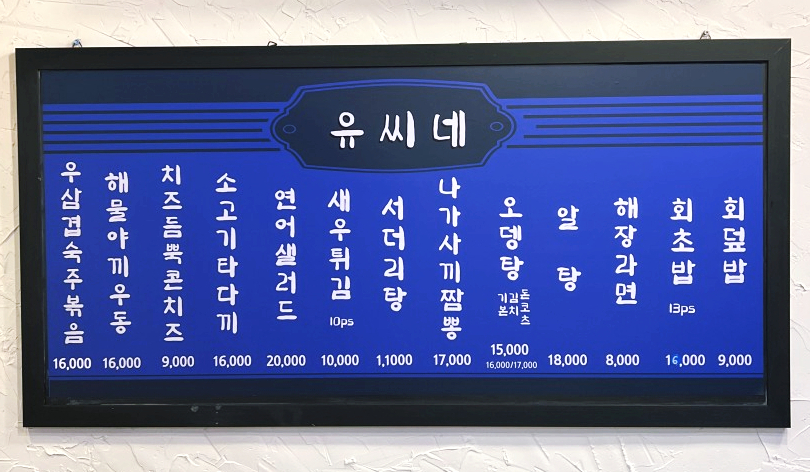 유씨네
우삼겹숙주볶음
16,000
해물야끼우동
16,000
치즈듬뿍콘치즈
9,000
소고기타다끼
16,000
연어샐러드
20,000
새우튀김
10ps
10,000
서더리탕
1,1000
나가사끼짬뽕
17,000
오뎅탕
기본
김치
돈코츠
15,000
16,000/17,000
알탕
18,000
해장라면
8,000
회초밥
13ps
16,000
회덮밥
9,000